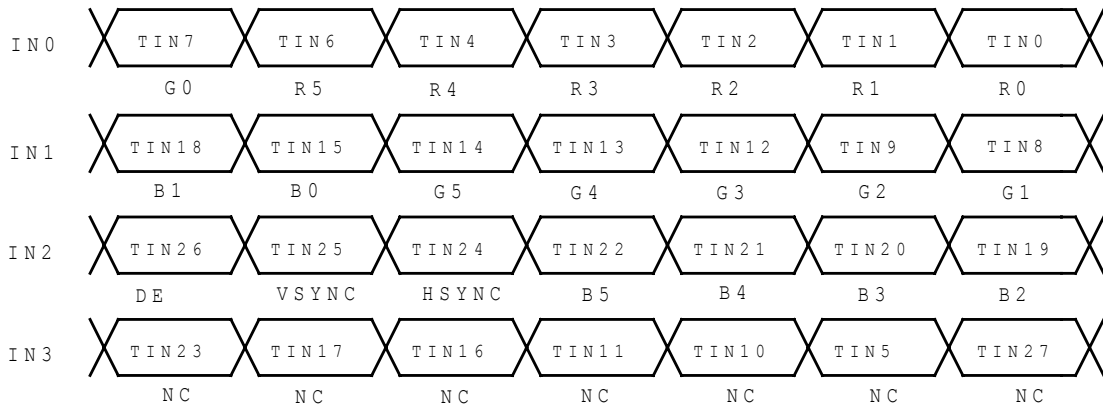 IN0 TIN7 TIN6 TIN4 TIN3 TIN2 TIN1 TIN0
G0 R5 R4 R3 R2 R1 R0
IN1 TIN18 TIN15 TIN14 TIN13 TIN12 TIN9 TIN8
B1 B0 G5 G4 G3 G2 G1
IN2 TIN26 TIN25 TIN24 TIN22 TIN21 TIN20 TIN19
DE VSYNC HSYNC B5 B4 B3 B2
IN3 TIN23 TIN17 TIN16 TIN11 TIN10 TIN5 TIN27
NC NC NC NC NC NC NC